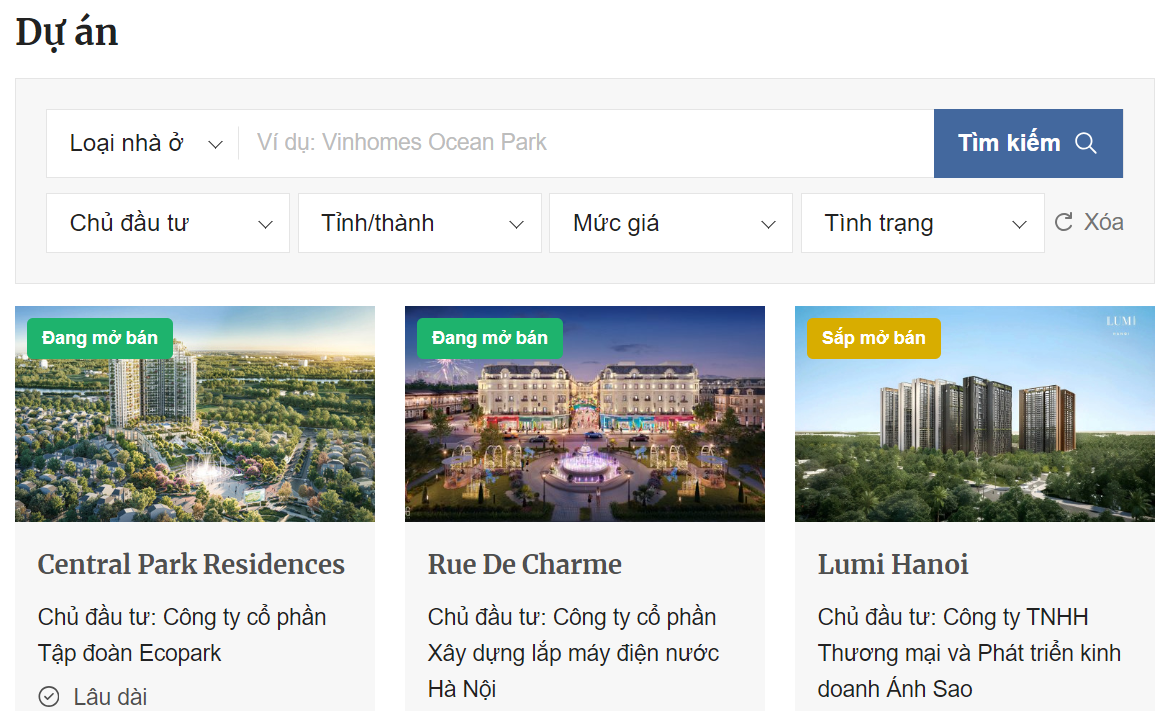 Dự án
Loại nhà ở Ví dụ: Vinhomes Ocean Park Tìm kiếm
Chủ đầu tư Tỉnh/thành Mức giá Tình trạng Xóa
Đang mở bán
Đang mở bán
Sắp mở bán
LUMI
HANOI
Central Park Residences
Chủ đầu tư: Công ty cổ phần
Tập đoàn Ecopark
Lâu dài
Rue De Charme
Chủ đầu tư: Công ty cổ phần
Xây dựng lắp máy điện nước
Hà Nội
Lumi Hanoi
Chủ đầu tư: Công ty TNHH
Thương mại và Phát triển kinh
doanh Ánh Sao